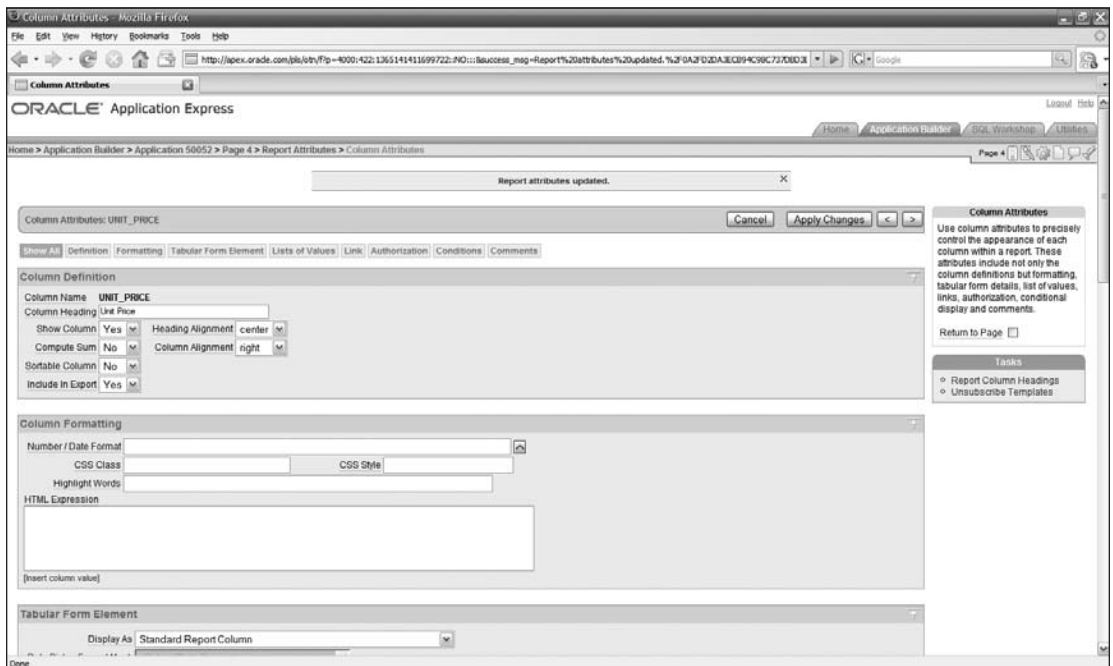 Column Attributes - Mozilla Firefox
File Edit View History Bookmarks Tools Help
Google
Column Attributes
ORACLE Application Express
Logout Help
Home Application Builder SQL Workshop Utilities
Home > Application Builder > Application 50052 > Page 4 > Report Attributes > Column Attributes
Page 4
Report attributes updated.
Column Attributes: UNIT_PRICE
Cancel Apply Changes < >
Show All Definition Formatting Tabular Form Element Lists of Values Link Authorization Conditions Comments
Column Definition
Column Name UNIT_PRICE
Column Heading Unit Price
Show Column Yes Heading Alignment center
Compute Sum No Column Alignment right
Sortable Column No
Include In Export Yes
Column Formatting
Number / Date Format
CSS Class CSS Style
Highlight Words
HTML Expression
[Insert column value]
Tabular Form Element
Display As Standard Report Column
Column Attributes
Use column attributes to precisely
control the appearance of each
column within a report. These
attributes include not only the
column definitions but formatting,
tabular form details, list of values,
links, authorization, conditional
display and comments.
Return to Page
Tasks
Report Column Headings
Unsubscribe Templates
Done